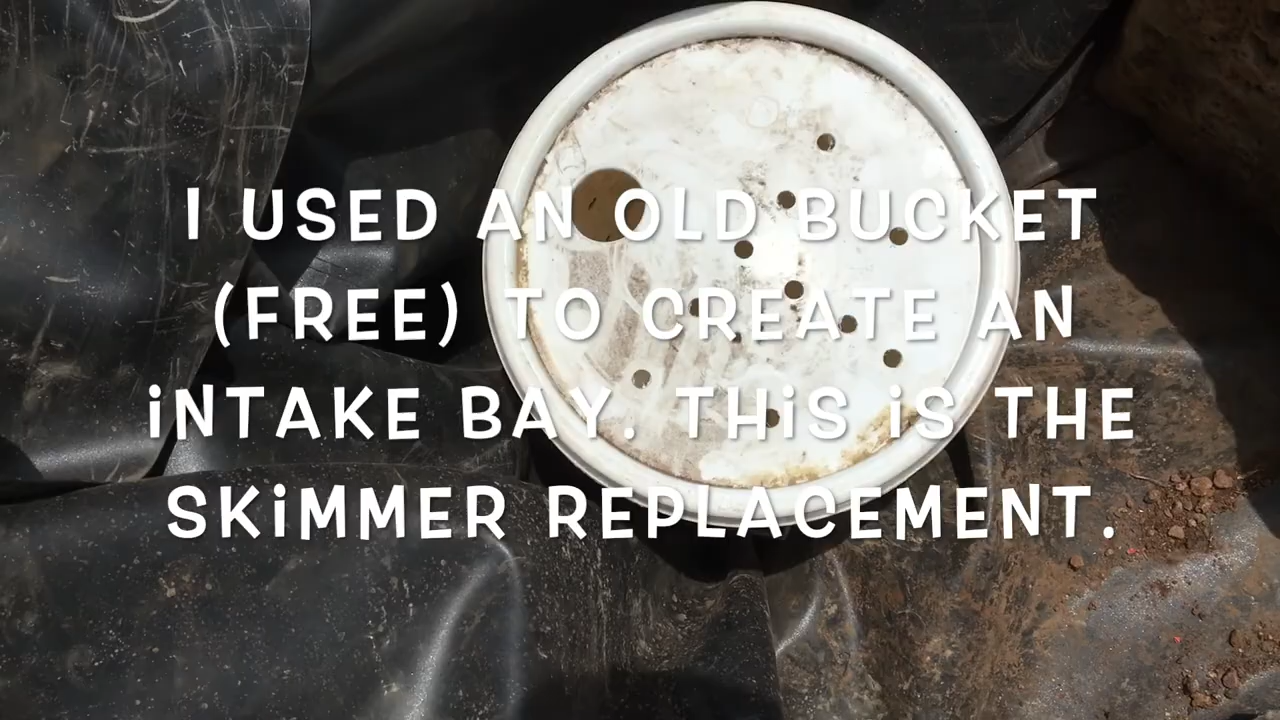 I USED AN OLD BUCKET
(FREE) TO CREATE AN
iNTAKE BAY. THiS iS THE
SKiMMER REPLACEMENT.